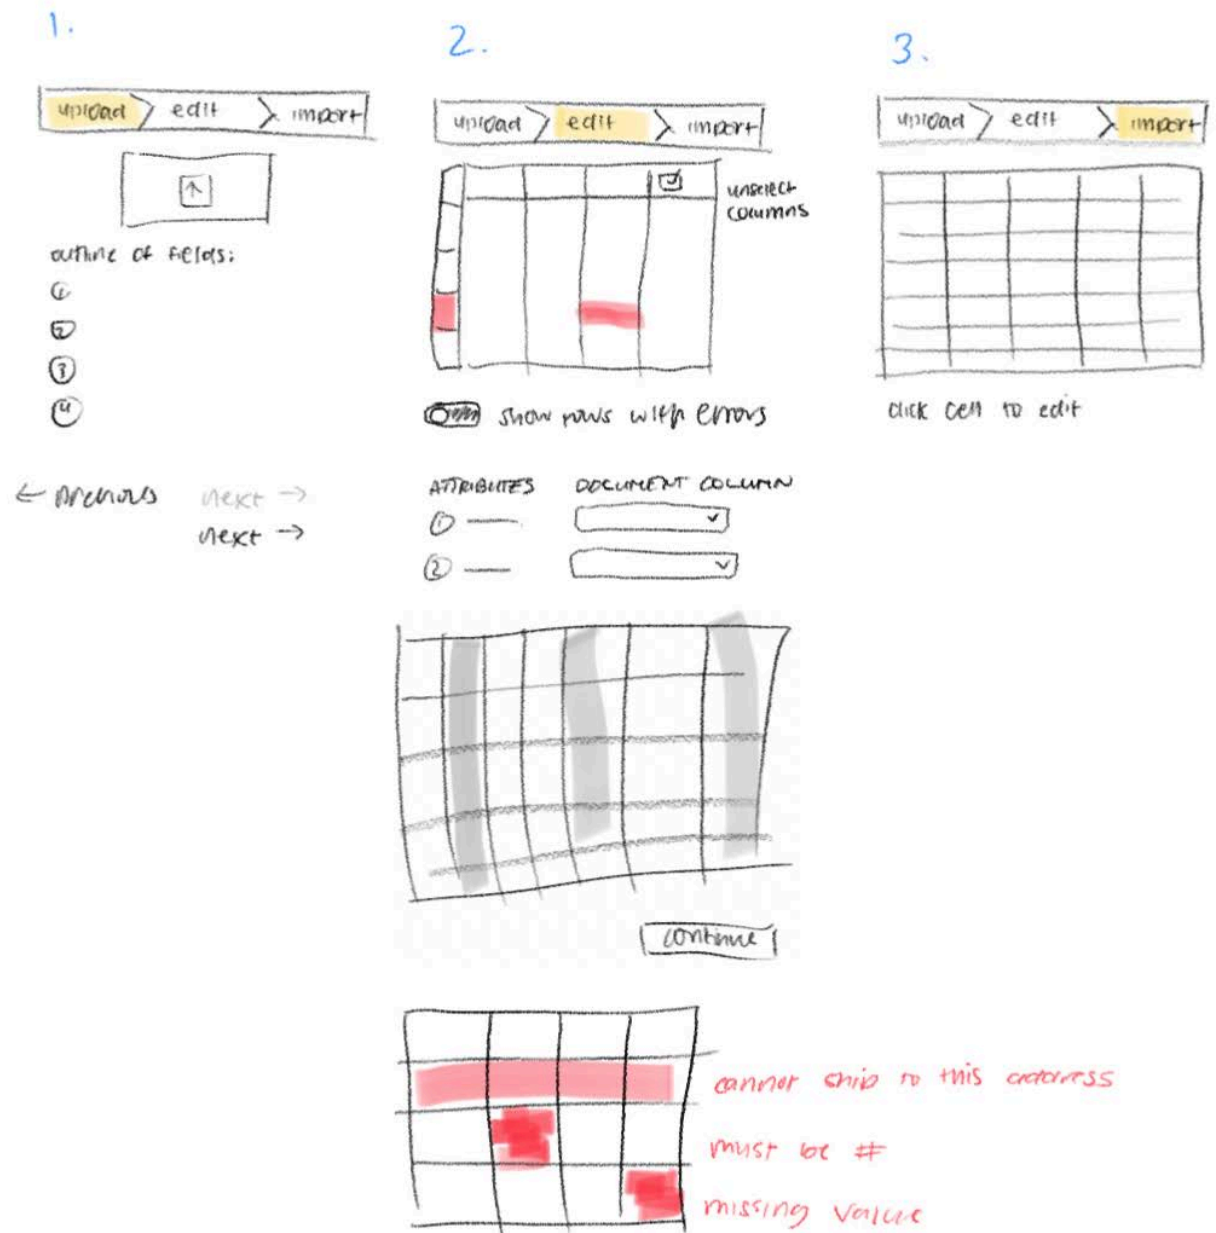 1.
upload > edit > import
↑
outline of fields:
1
2
3
4
← previous next →
next →
2.
upload > edit > import
unselect
columns
show rows with errors
ATTRIBUTES DOCUMENT COLUMN
1
2
continue
cannot ship to this address
must be #
missing value
3.
upload > edit > import
click cell to edit